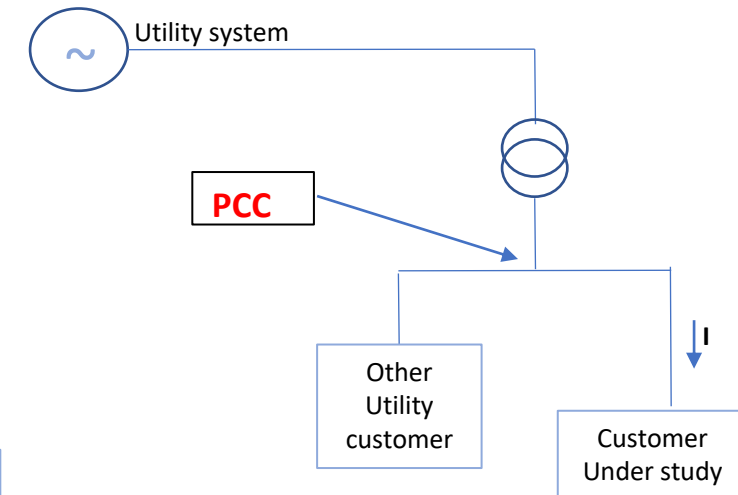 ~
Utility system
PCC
I
Other
Utility
customer
Customer
Under study